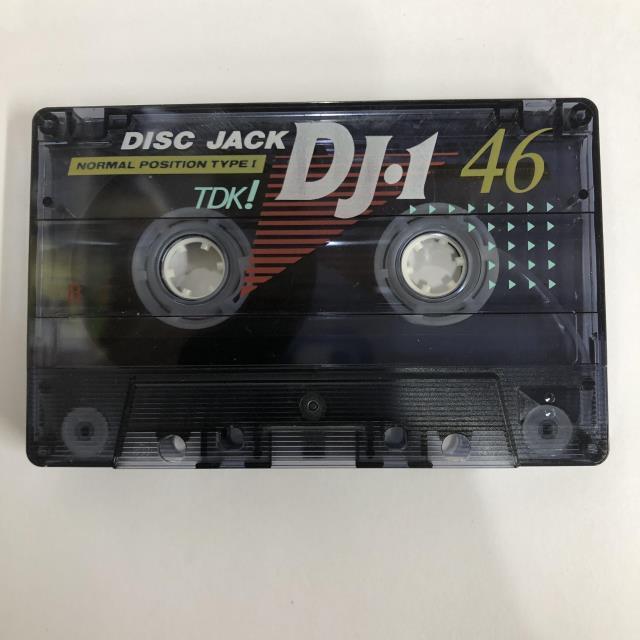 DISC JACK
NORMAL POSITION TYPE I
TDK!
DJ·1
46